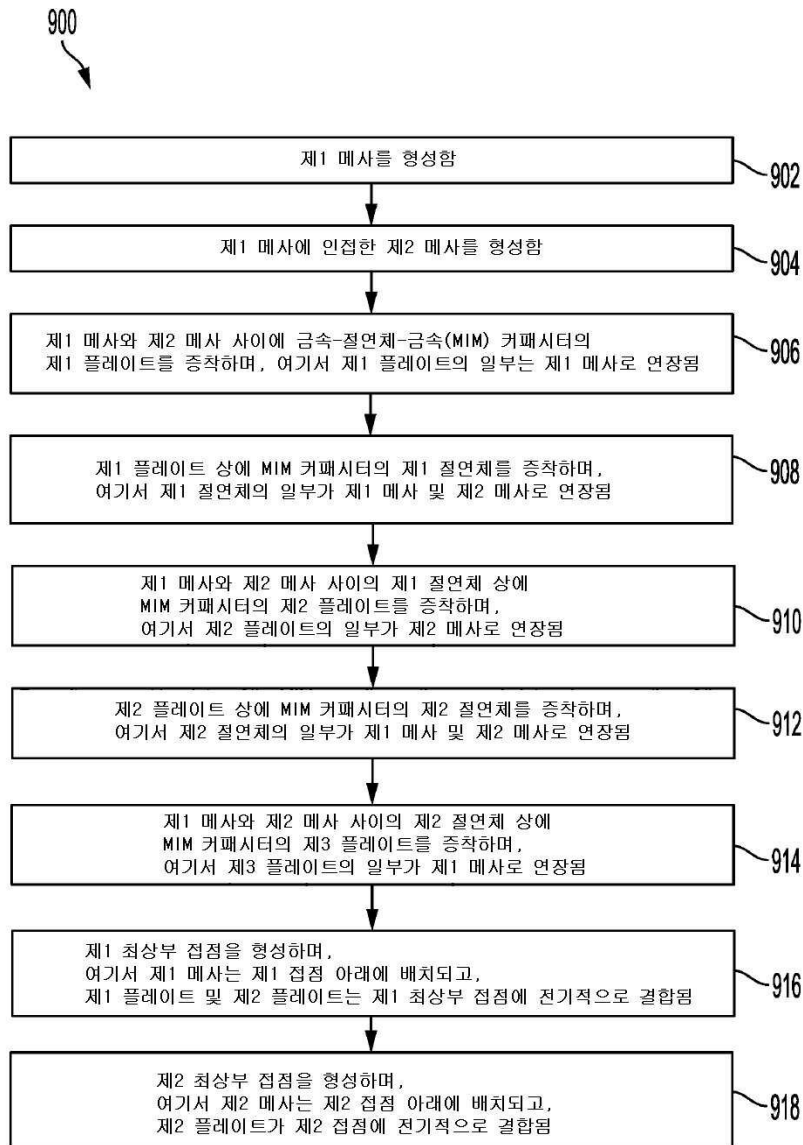 900
제1 메사를 형성함
902
제1 메사에 인접한 제2 메사를 형성함
904
제1 메사와 제2 메사 사이에 금속-절연체-금속(MIM) 커패시터의
제1 플레이트를 증착하며, 여기서 제1 플레이트의 일부는 제1 메사로 연장됨
906
제1 플레이트 상에 MIM 커패시터의 제1 절연체를 증착하며,
여기서 제1 절연체의 일부가 제1 메사 및 제2 메사로 연장됨
908
제1 메사와 제2 메사 사이의 제1 절연체 상에
MIM 커패시터의 제2 플레이트를 증착하며,
여기서 제2 플레이트의 일부가 제2 메사로 연장됨
910
제2 플레이트 상에 MIM 커패시터의 제2 절연체를 증착하며,
여기서 제2 절연체의 일부가 제1 메사 및 제2 메사로 연장됨
912
제1 메사와 제2 메사 사이의 제2 절연체 상에
MIM 커패시터의 제3 플레이트를 증착하며,
여기서 제3 플레이트의 일부가 제1 메사로 연장됨
914
제1 최상부 접점을 형성하며,
여기서 제1 메사는 제1 접점 아래에 배치되고,
제1 플레이트 및 제2 플레이트는 제1 최상부 접점에 전기적으로 결합됨
916
제2 최상부 접점을 형성하며,
여기서 제2 메사는 제2 접점 아래에 배치되고,
제2 플레이트가 제2 접점에 전기적으로 결합됨
918